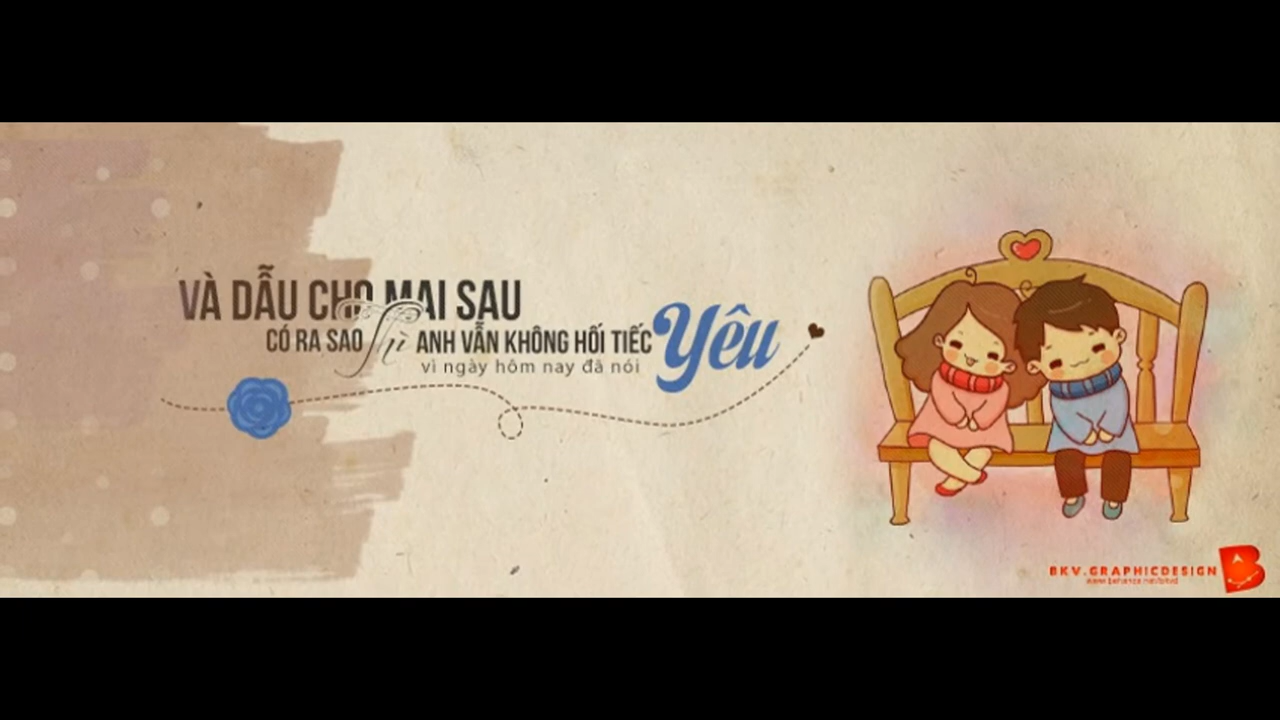 VÀ DẪU CHO MAI SAU
CÓ RA SAO Thì ANH VẪN KHÔNG HỐI TIẾC
vì ngày hôm nay đã nói Yêu
BKV.GRAPHICDESIGN
B